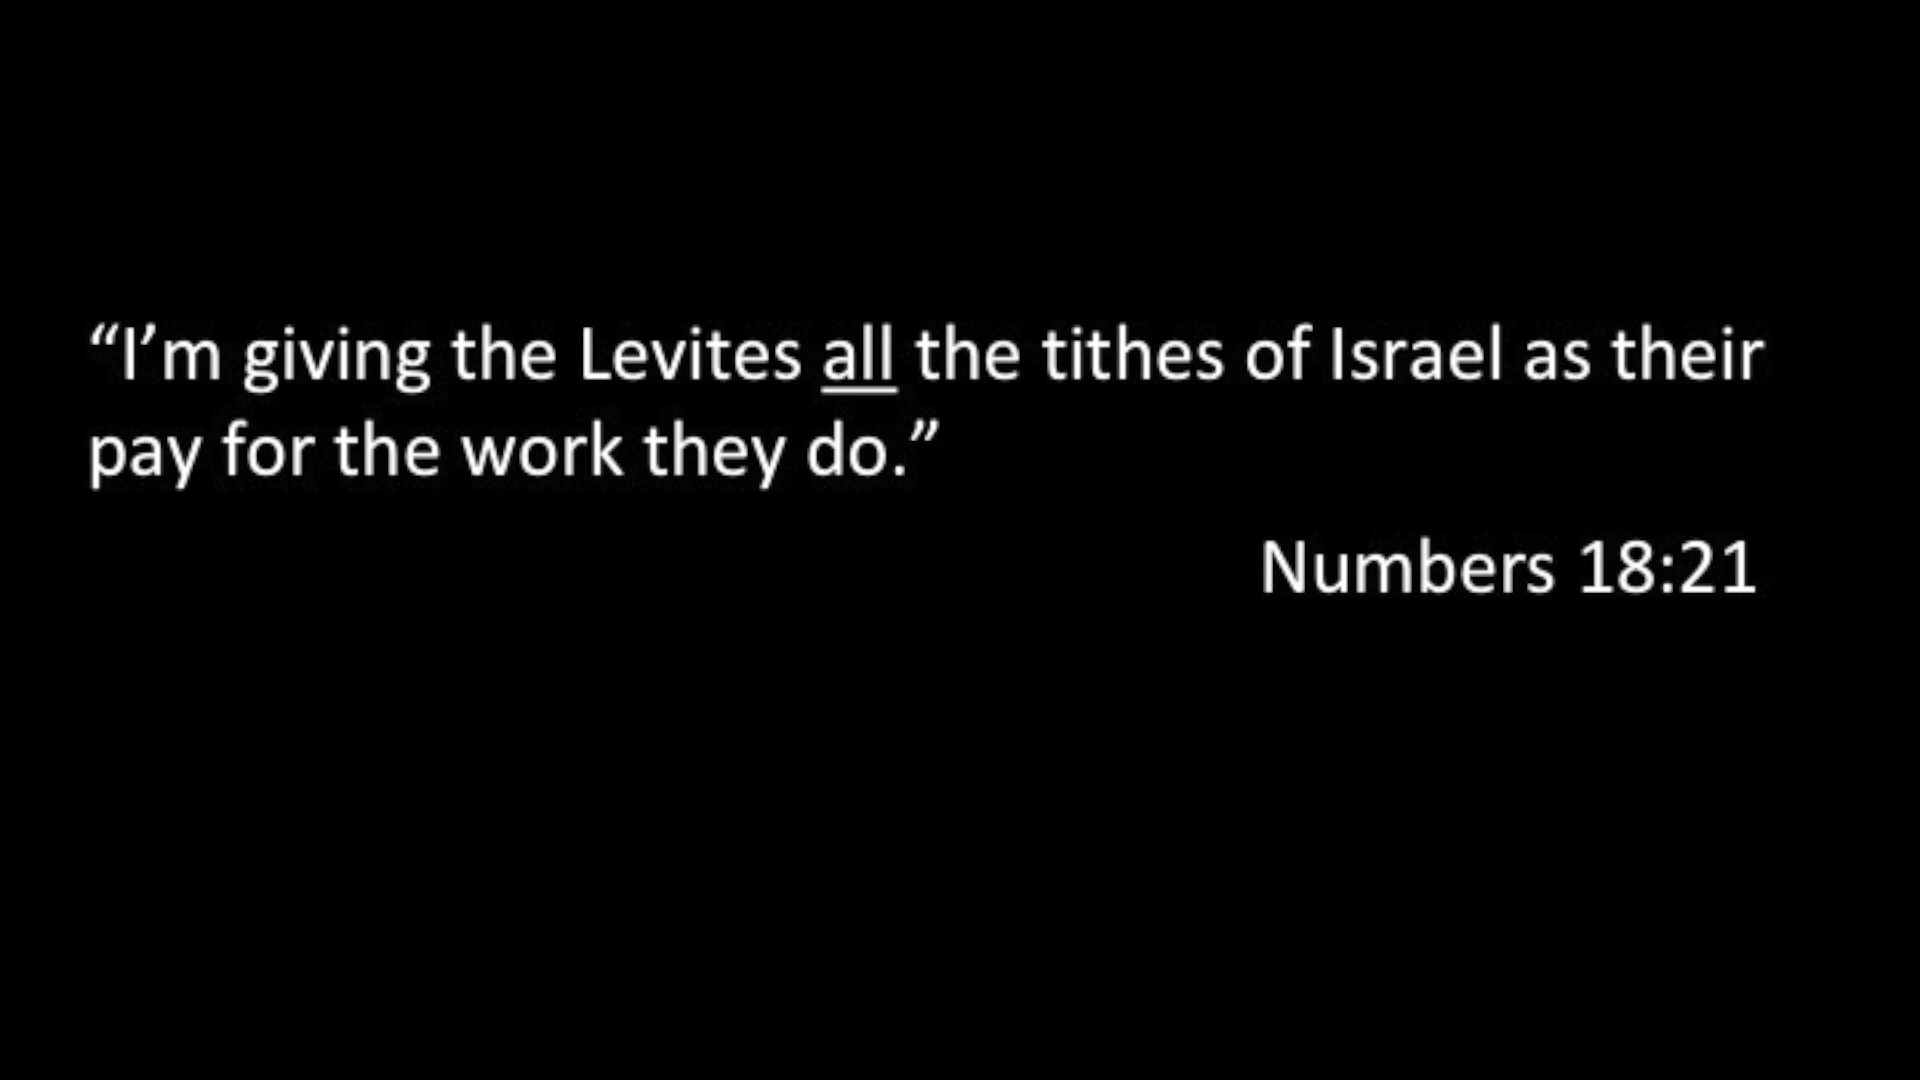 “I’m giving the Levites all the tithes of Israel as their
pay for the work they do.”
Numbers 18:21